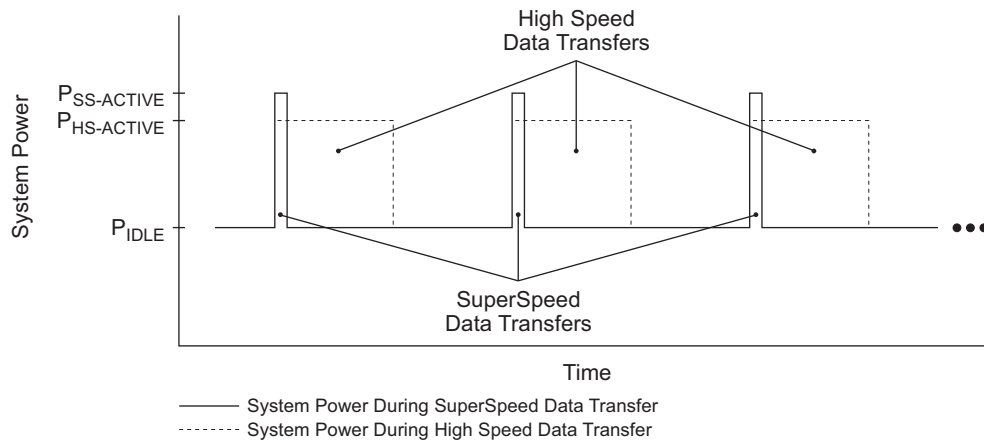 High Speed
Data Transfers
P_SS-ACTIVE
P_HS-ACTIVE
System Power
P_IDLE
SuperSpeed
Data Transfers
Time
System Power During SuperSpeed Data Transfer
System Power During High Speed Data Transfer